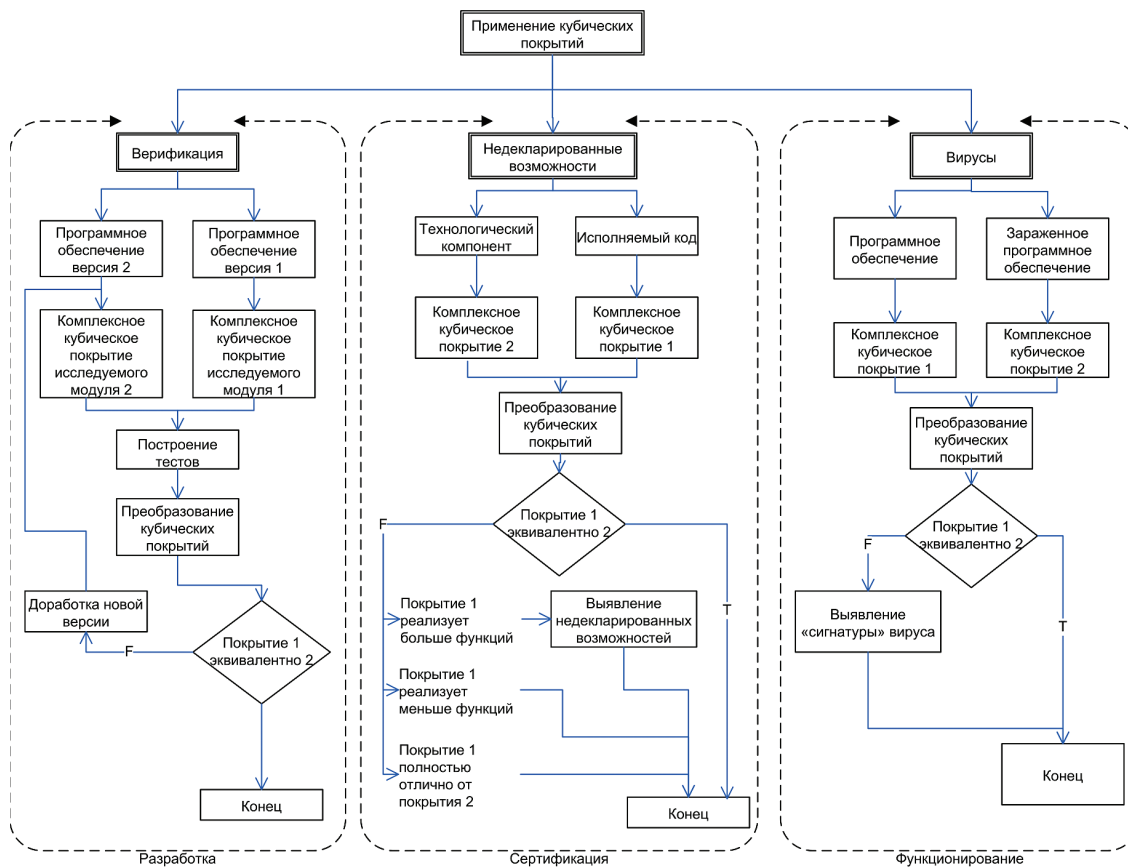 Применение кубических
покрытий
Верификация
Программное
обеспечение
версия 2
Программное
обеспечение
версия 1
Комплексное
кубическое
покрытие
исследуемого
модуля 2
Комплексное
кубическое
покрытие
исследуемого
модуля 1
Построение
тестов
Преобразование
кубических
покрытий
Доработка новой
версии
F
Покрытие 1
эквивалентно 2
Конец
Разработка
Недекларированные
возможности
Технологический
компонент
Исполняемый код
Комплексное
кубическое
покрытие 2
Комплексное
кубическое
покрытие 1
Преобразование
кубических
покрытий
Покрытие 1
эквивалентно 2
F
T
Покрытие 1
реализует
больше функций
Выявление
недекларированных
возможностей
Покрытие 1
реализует
меньше функций
Покрытие 1
полностью
отлично от
покрытия 2
Конец
Сертификация
Вирусы
Программное
обеспечение
Зараженное
программное
обеспечение
Комплексное
кубическое
покрытие 1
Комплексное
кубическое
покрытие 2
Преобразование
кубических
покрытий
Покрытие 1
эквивалентно 2
F
T
Выявление
«сигнатуры» вируса
Конец
Функционирование